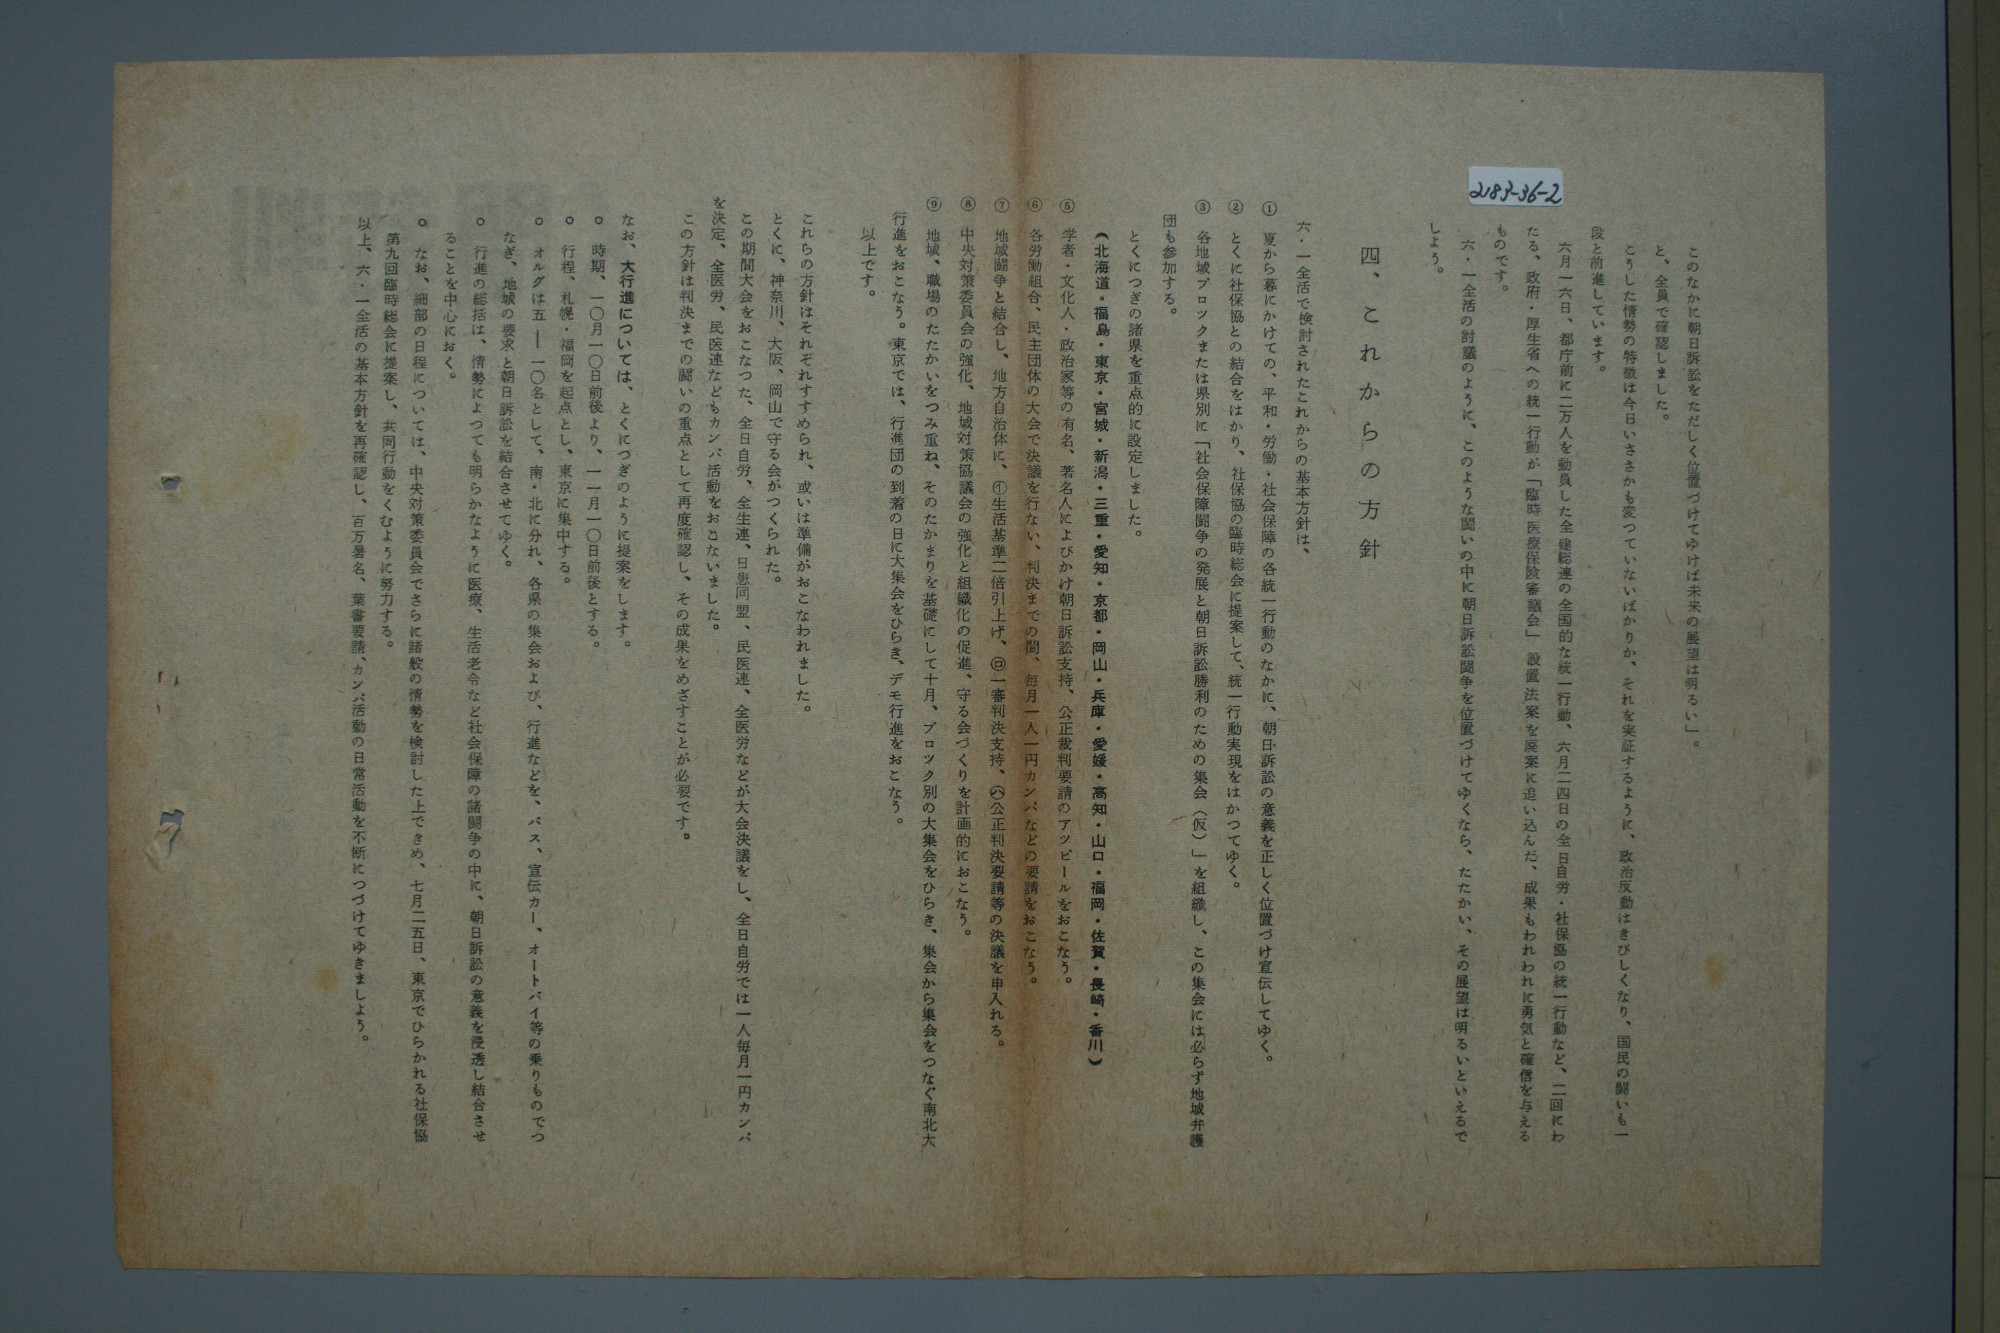 2183-36-2
このなかに朝日訴訟をただしく位置づけてゆけば未来の展望は明るい」。
と、全員で確認しました。
こうした情勢の特徴は今日いささかも変つていないばかりか、それを実証するように、政治反動はきびしくなり、国民の闘いも一
段と前進しています。
六月一六日、都庁前に二万人を動員した全建総連の全国的な統一行動、六月二四日の全日自労・社保協の統一行動など、二回にわ
たる、政府・厚生省への統一行動が「臨時医療保険審議会」設置法案を廃案に追い込んだ、成果もわれわれに勇気と確信を与える
ものです。
六・一全活の討議のように、このような闘いの中に朝日訴訟闘争を位置づけてゆくなら、たたかい、その展望は明るいといえるで
しよう。
四、これからの方針
六・一全活で検討されたこれからの基本方針は、
① 夏から暮にかけての、平和・労働・社会保障の各統一行動のなかに、朝日訴訟の意義を正しく位置づけ宣伝してゆく。
② とくに社保協との結合をはかり、社保協の臨時総会に提案して、統一行動実現をはかつてゆく。
③ 各地域ブロックまたは県別に「社会保障闘争の発展と朝日訴訟勝利のための集会（仮）」を組織し、この集会には必らず地域弁護
団も参加する。
とくにつぎの諸県を重点的に設定しました。
（北海道・福島・東京・宮城・新潟・三重・愛知・京都・岡山・兵庫・愛媛・高知・山口・福岡・佐賀・長崎・香川）
⑤ 学者・文化人・政治家等の有名、著名人によびかけ朝日訴訟支持、公正裁判要請のアツピールをおこなう。
⑥ 各労働組合、民主団体の大会で決議を行ない、判決までの間、毎月一人一円カンパなどの要請をおこなう。
⑦ 地域闘争と結合し、地方自治体に、㋑生活基準二倍引上げ、㋺一審判決支持、㋩公正判決要請等の決議を申入れる。
⑧ 中央対策委員会の強化、地域対策協議会の強化と組織化の促進、守る会づくりを計画的におこなう。
⑨ 地域、職場のたたかいをつみ重ね、そのたかまりを基礎にして十月、ブロツク別の大集会をひらき、集会から集会をつなぐ南北大
行進をおこなう。東京では、行進団の到着の日に大集会をひらき、デモ行進をおこなう。
以上です。
これらの方針はそれぞれすすめられ、或いは準備がおこなわれました。
とくに、神奈川、大阪、岡山で守る会がつくられた。
この期間大会をおこなつた、全日自労、全生連、日患同盟、民医連、全医労などが大会決議をし、全日自労では一人毎月一円カンパ
を決定、全医労、民医連などもカンパ活動をおこないました。
この方針は判決までの闘いの重点として再度確認し、その成果をめざすことが必要です。
なお、大行進については、とくにつぎのように提案をします。
○ 時期、一〇月一〇日前後より、一一月一〇日前後とする。
○ 行程、札幌・福岡を起点とし、東京に集中する。
○ オルグは五――一〇名として、南・北に分れ、各県の集会および、行進などを、バス、宣伝カー、オートバイ等の乗りものでつ
なぎ、地域の要求と朝日訴訟を結合させてゆく。
○ 行進の総括は、情勢によつても明らかなように医療、生活老令など社会保障の諸闘争の中に、朝日訴訟の意義を浸透し結合させ
ることを中心におく。
○ なお、細部の日程については、中央対策委員会でさらに諸般の情勢を検討した上できめ、七月二五日、東京でひらかれる社保協
第九回臨時総会に提案し、共同行動をくむように努力する。
以上、六・一全活の基本方針を再確認し、百万署名、葉書要請、カンパ活動の日常活動を不断につづけてゆきましよう。